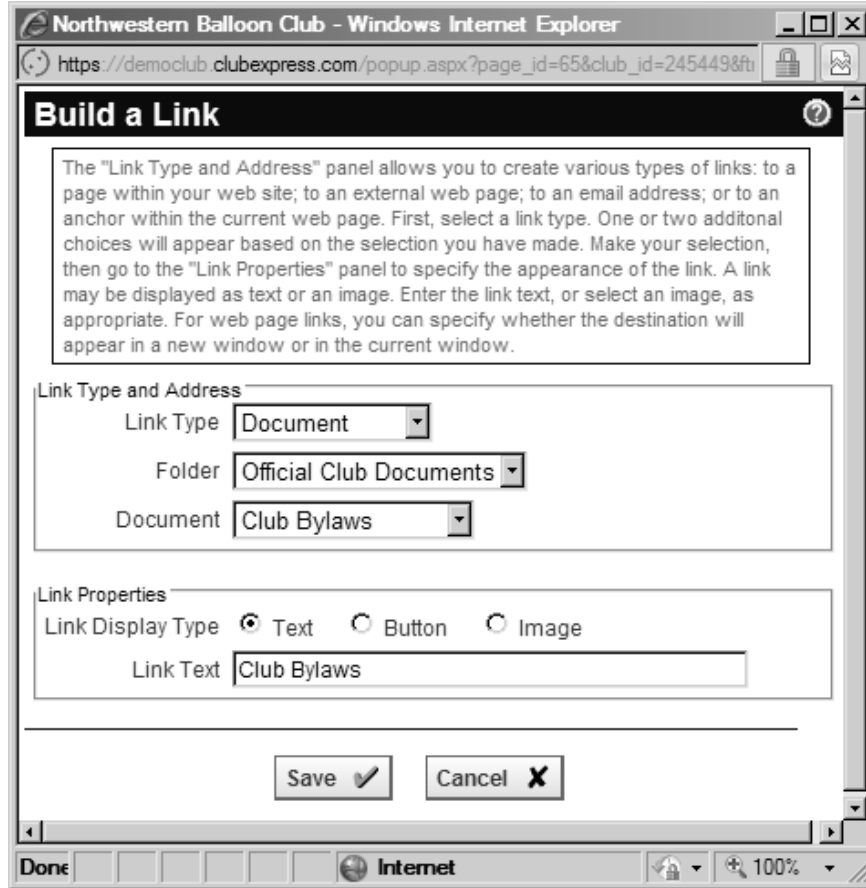 Northwestern Balloon Club - Windows Internet Explorer
https://democlub.clubexpress.com/popup.aspx?page_id=65&club_id=245449&ft
Build a Link
The "Link Type and Address" panel allows you to create various types of links: to a
page within your web site; to an external web page; to an email address; or to an
anchor within the current web page. First, select a link type. One or two additonal
choices will appear based on the selection you have made. Make your selection,
then go to the "Link Properties" panel to specify the appearance of the link. A link
may be displayed as text or an image. Enter the link text, or select an image, as
appropriate. For web page links, you can specify whether the destination will
appear in a new window or in the current window.
Link Type and Address
Link Type Document
Folder Official Club Documents
Document Club Bylaws
Link Properties
Link Display Type Text Button Image
Link Text Club Bylaws
Save Cancel
Done Internet 100%